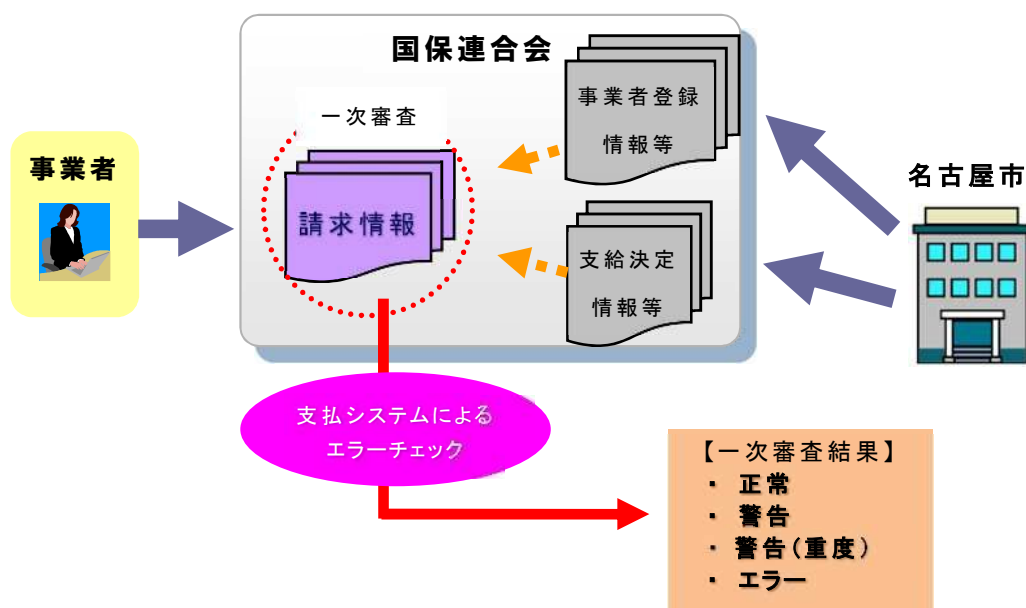 国保連合会
一次審査
事業者登録
情報等
事業者
請求情報
名古屋市
支給決定
情報等
支払システムによる
エラーチェック
【一次審査結果】
・ 正常
・ 警告
・ 警告(重度)
・ エラー